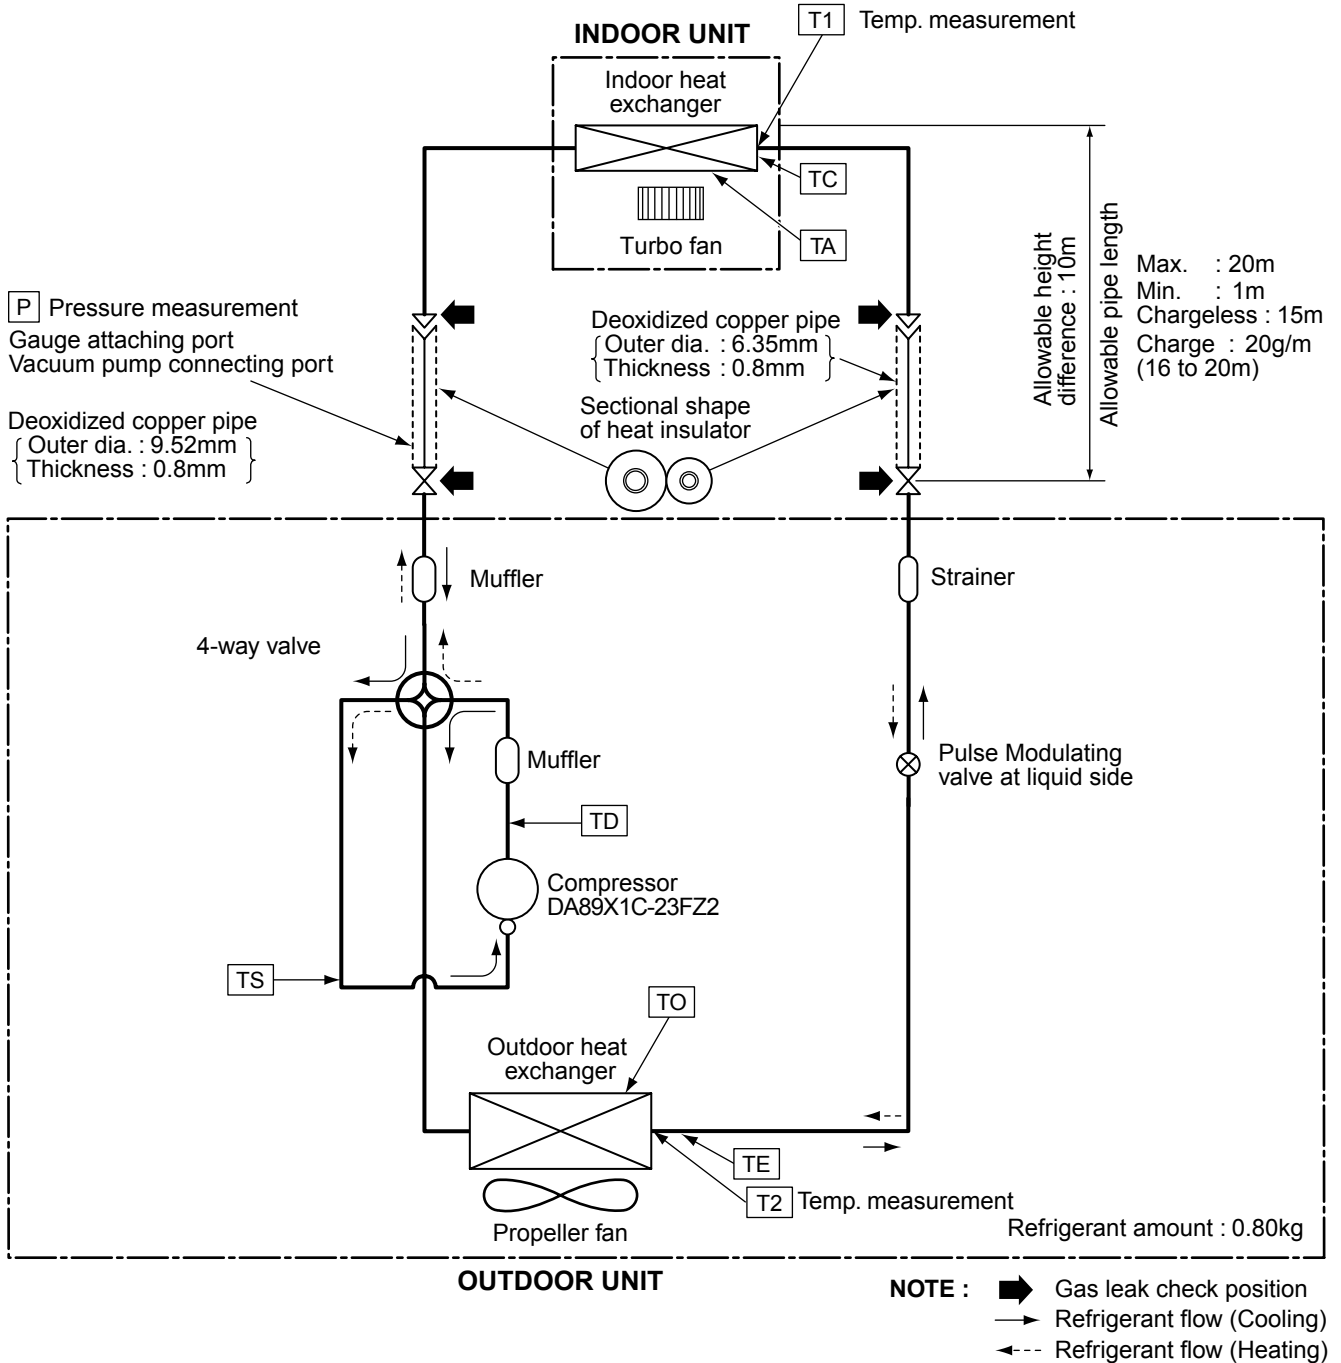 T1 Temp. measurement
INDOOR UNIT
Indoor heat
exchanger
TC
Turbo fan
TA
Allowable height
difference : 10m
Allowable pipe length
Max. : 20m
Min. : 1m
Chargeless : 15m
Charge : 20g/m
(16 to 20m)
P Pressure measurement
Gauge attaching port
Vacuum pump connecting port
Deoxidized copper pipe
Outer dia. : 9.52mm
Thickness : 0.8mm
Deoxidized copper pipe
Outer dia. : 6.35mm
Thickness : 0.8mm
Sectional shape
of heat insulator
Muffler
Strainer
4-way valve
Muffler
Pulse Modulating
valve at liquid side
TD
Compressor
DA89X1C-23FZ2
TS
TO
Outdoor heat
exchanger
TE
T2 Temp. measurement
Propeller fan
Refrigerant amount : 0.80kg
OUTDOOR UNIT
NOTE : Gas leak check position
Refrigerant flow (Cooling)
Refrigerant flow (Heating)